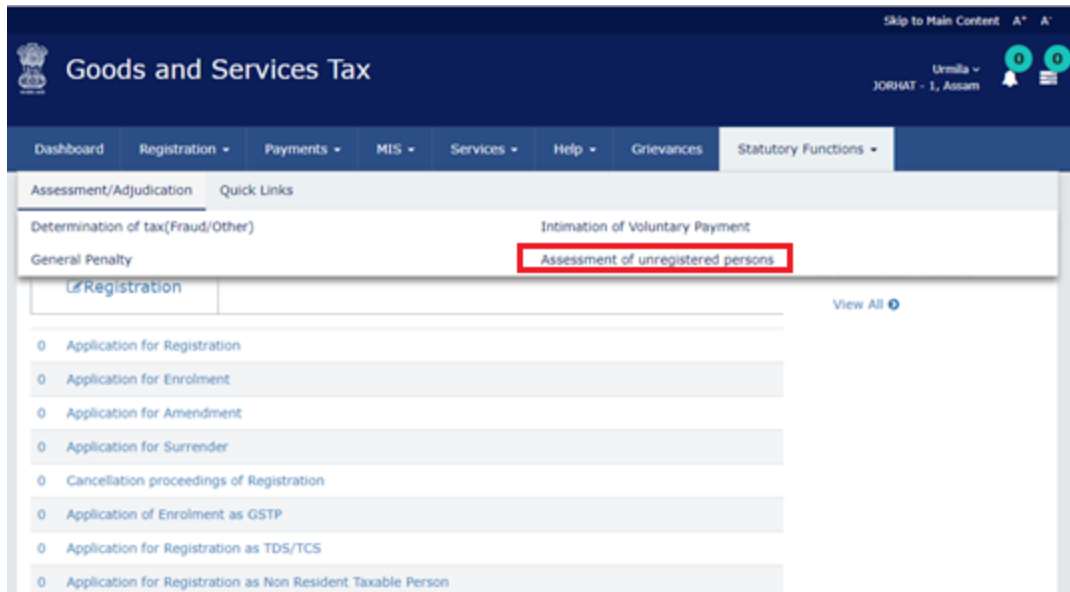 Skip to Main Content A+ A-
Goods and Services Tax
Urmila
JORHAT - 1, Assam
0 0
Dashboard Registration Payments MIS Services Help Grievances Statutory Functions
Assessment/Adjudication Quick Links
Determination of tax(Fraud/Other) Intimation of Voluntary Payment
General Penalty Assessment of unregistered persons
Registration
View All
0 Application for Registration
0 Application for Enrolment
0 Application for Amendment
0 Application for Surrender
0 Cancellation proceedings of Registration
0 Application of Enrolment as GSTP
0 Application for Registration as TDS/TCS
0 Application for Registration as Non Resident Taxable Person